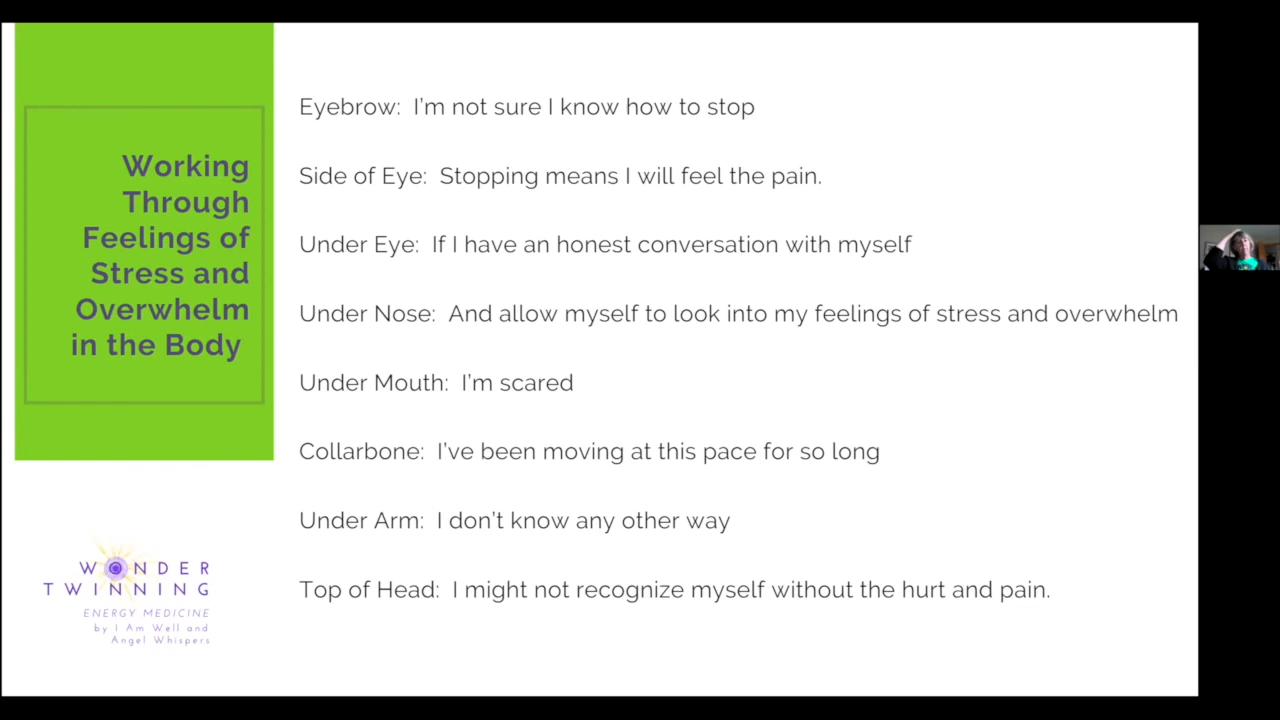 Working
Through
Feelings of
Stress and
Overwhelm
in the Body
Eyebrow:  I'm not sure I know how to stop
Side of Eye:  Stopping means I will feel the pain.
Under Eye:  If I have an honest conversation with myself
Under Nose:  And allow myself to look into my feelings of stress and overwhelm
Under Mouth:  I'm scared
Collarbone:  I've been moving at this pace for so long
Under Arm:  I don't know any other way
Top of Head:  I might not recognize myself without the hurt and pain.
WONDER
TWINNING
ENERGY MEDICINE
by I Am Well and
Angel Whispers